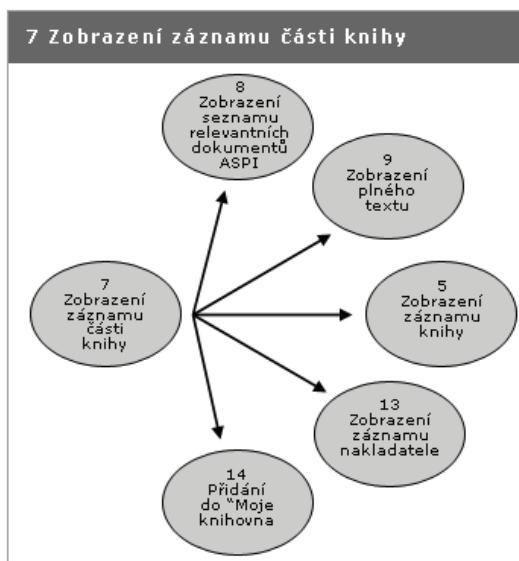 7 Zobrazení záznamu části knihy
8
Zobrazení
seznamu
relevantních
dokumentů
ASPI
9
Zobrazení
plného
textu
7
Zobrazení
záznamu
části
knihy
5
Zobrazení
záznamu
knihy
13
Zobrazení
záznamu
nakladatele
14
Přidání
do "Moje
knihovna